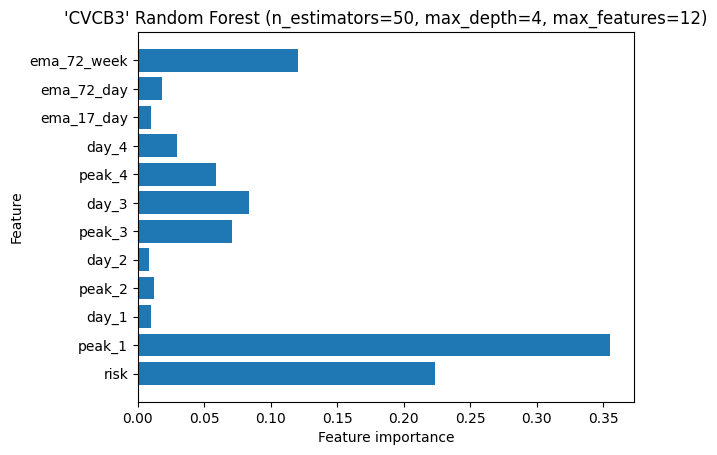 'CVCB3' Random Forest (n_estimators=50, max_depth=4, max_features=12)
ema_72_week
ema_72_day
ema_17_day
day_4
peak_4
day_3
peak_3
day_2
peak_2
day_1
peak_1
risk
Feature
0.00 0.05 0.10 0.15 0.20 0.25 0.30 0.35
Feature importance